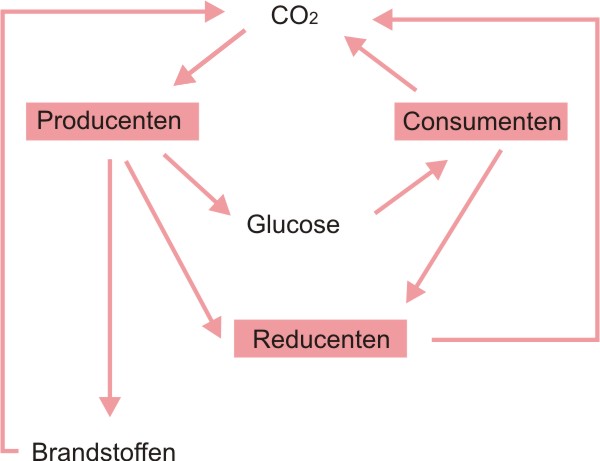 CO2
Producenten
Consumenten
Glucose
Reducenten
Brandstoffen